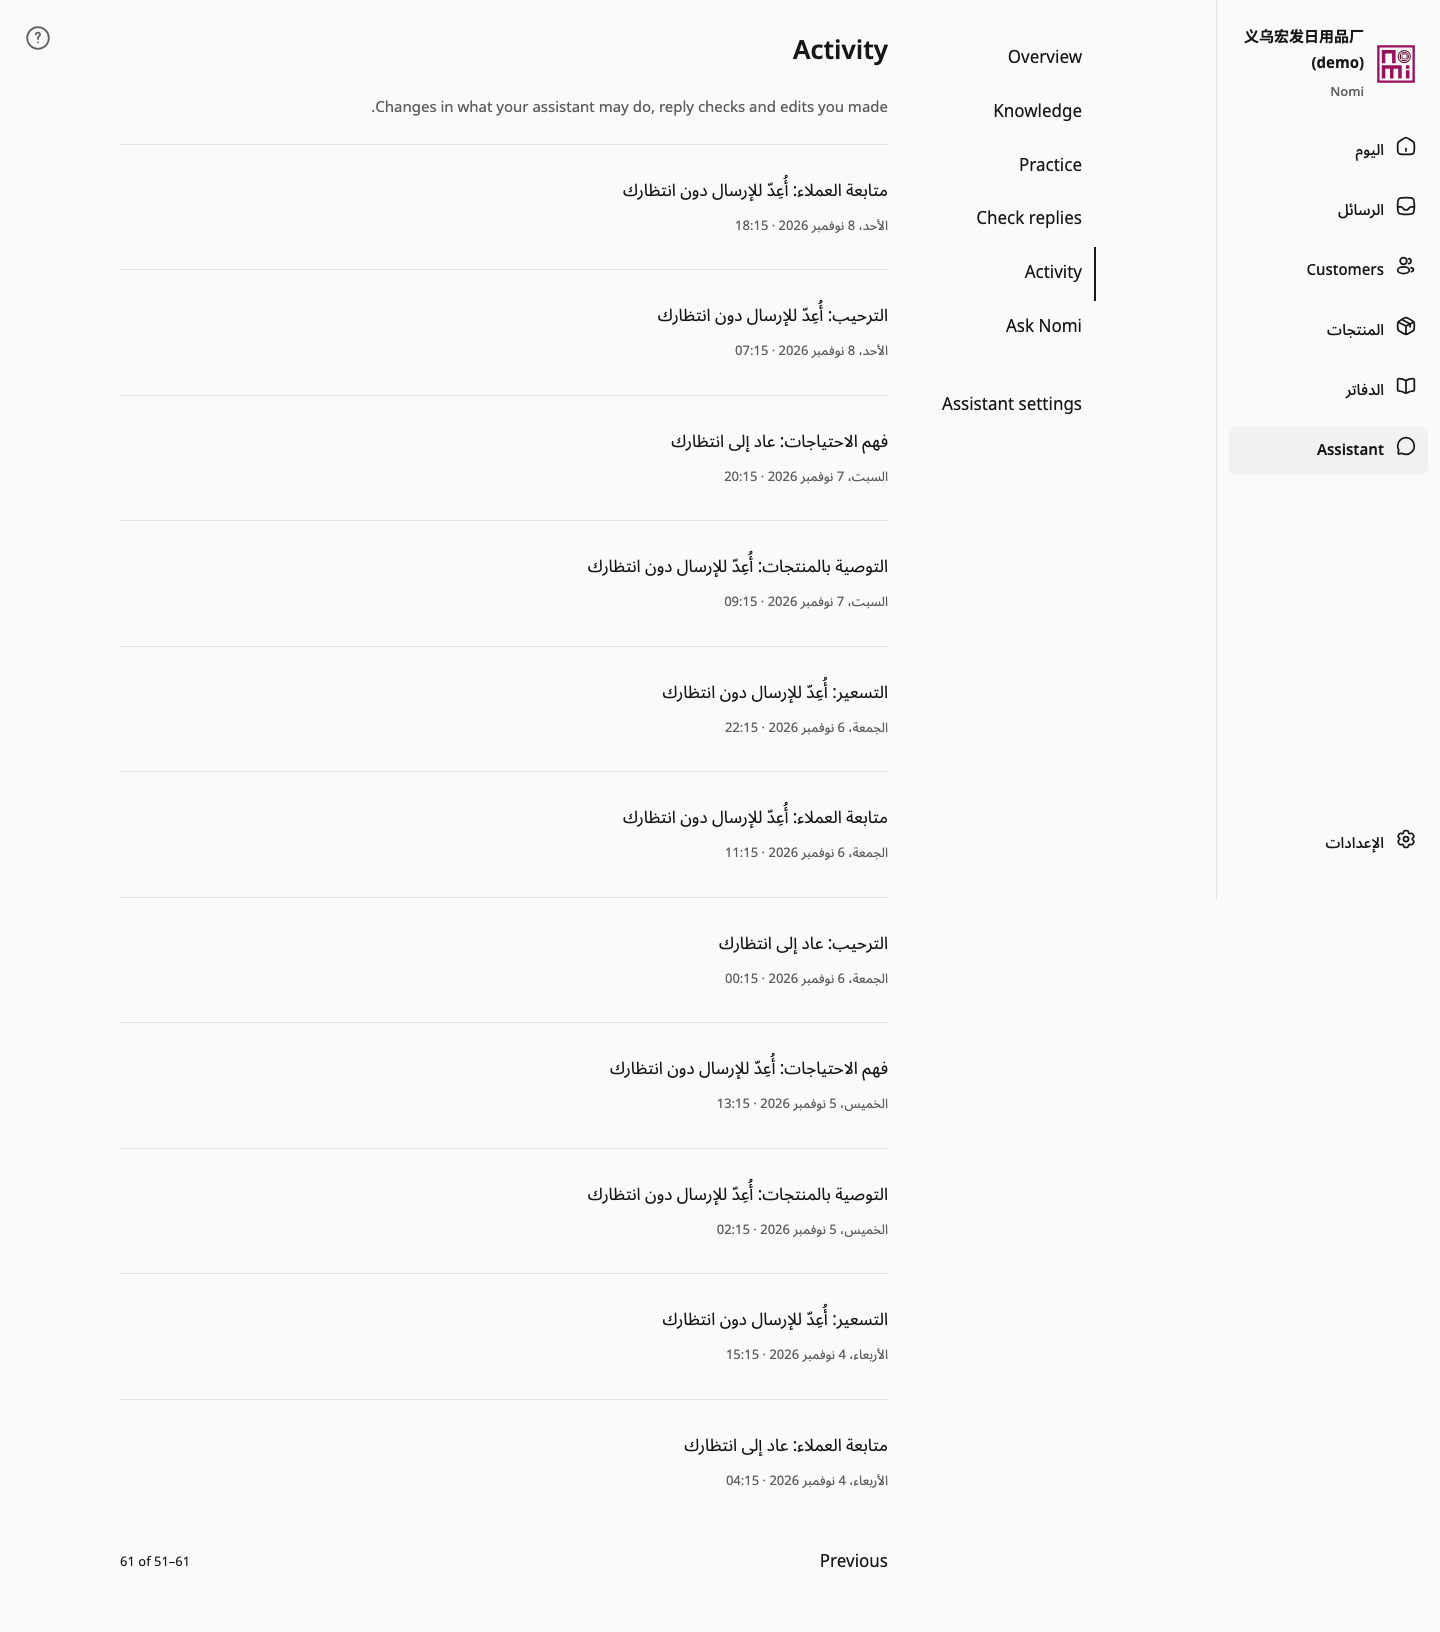 义乌宏发日用品厂
(demo)
Nomi
اليوم
الرسائل
Customers
المنتجات
الدفاتر
Assistant
الإعدادات
Overview
Knowledge
Practice
Check replies
Activity
Ask Nomi
Assistant settings
Activity
.Changes in what your assistant may do, reply checks and edits you made
متابعة العملاء: أُعِدّ للإرسال دون انتظارك
الأحد، 8 نوفمبر 2026 · 18:15
الترحيب: أُعِدّ للإرسال دون انتظارك
الأحد، 8 نوفمبر 2026 · 07:15
فهم الاحتياجات: عاد إلى انتظارك
السبت، 7 نوفمبر 2026 · 20:15
التوصية بالمنتجات: أُعِدّ للإرسال دون انتظارك
السبت، 7 نوفمبر 2026 · 09:15
التسعير: أُعِدّ للإرسال دون انتظارك
الجمعة، 6 نوفمبر 2026 · 22:15
متابعة العملاء: أُعِدّ للإرسال دون انتظارك
الجمعة، 6 نوفمبر 2026 · 11:15
الترحيب: عاد إلى انتظارك
الجمعة، 6 نوفمبر 2026 · 00:15
فهم الاحتياجات: أُعِدّ للإرسال دون انتظارك
الخميس، 5 نوفمبر 2026 · 13:15
التوصية بالمنتجات: أُعِدّ للإرسال دون انتظارك
الخميس، 5 نوفمبر 2026 · 02:15
التسعير: أُعِدّ للإرسال دون انتظارك
الأربعاء، 4 نوفمبر 2026 · 15:15
متابعة العملاء: عاد إلى انتظارك
الأربعاء، 4 نوفمبر 2026 · 04:15
Previous
61 of 51–61